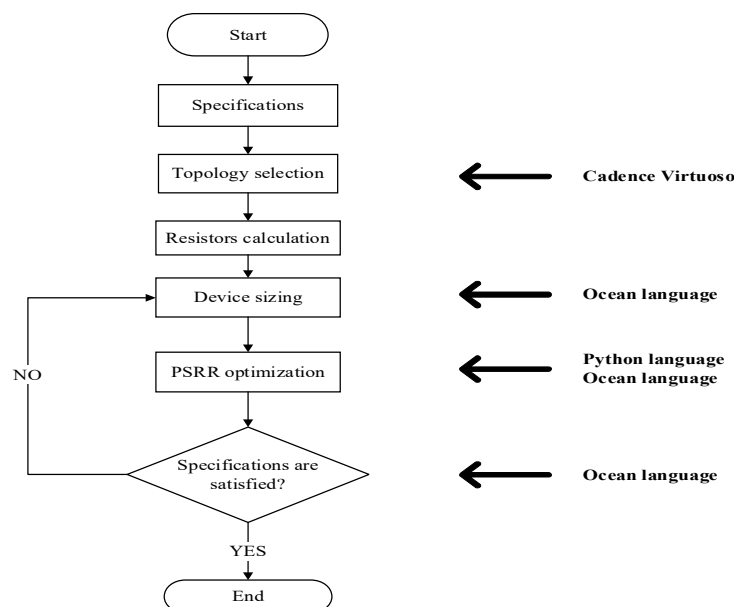 Start
Specifications
Topology selection
Cadence Virtuoso
Resistors calculation
Device sizing
Ocean language
PSRR optimization
Python language
Ocean language
NO
Specifications are
satisfied?
Ocean language
YES
End